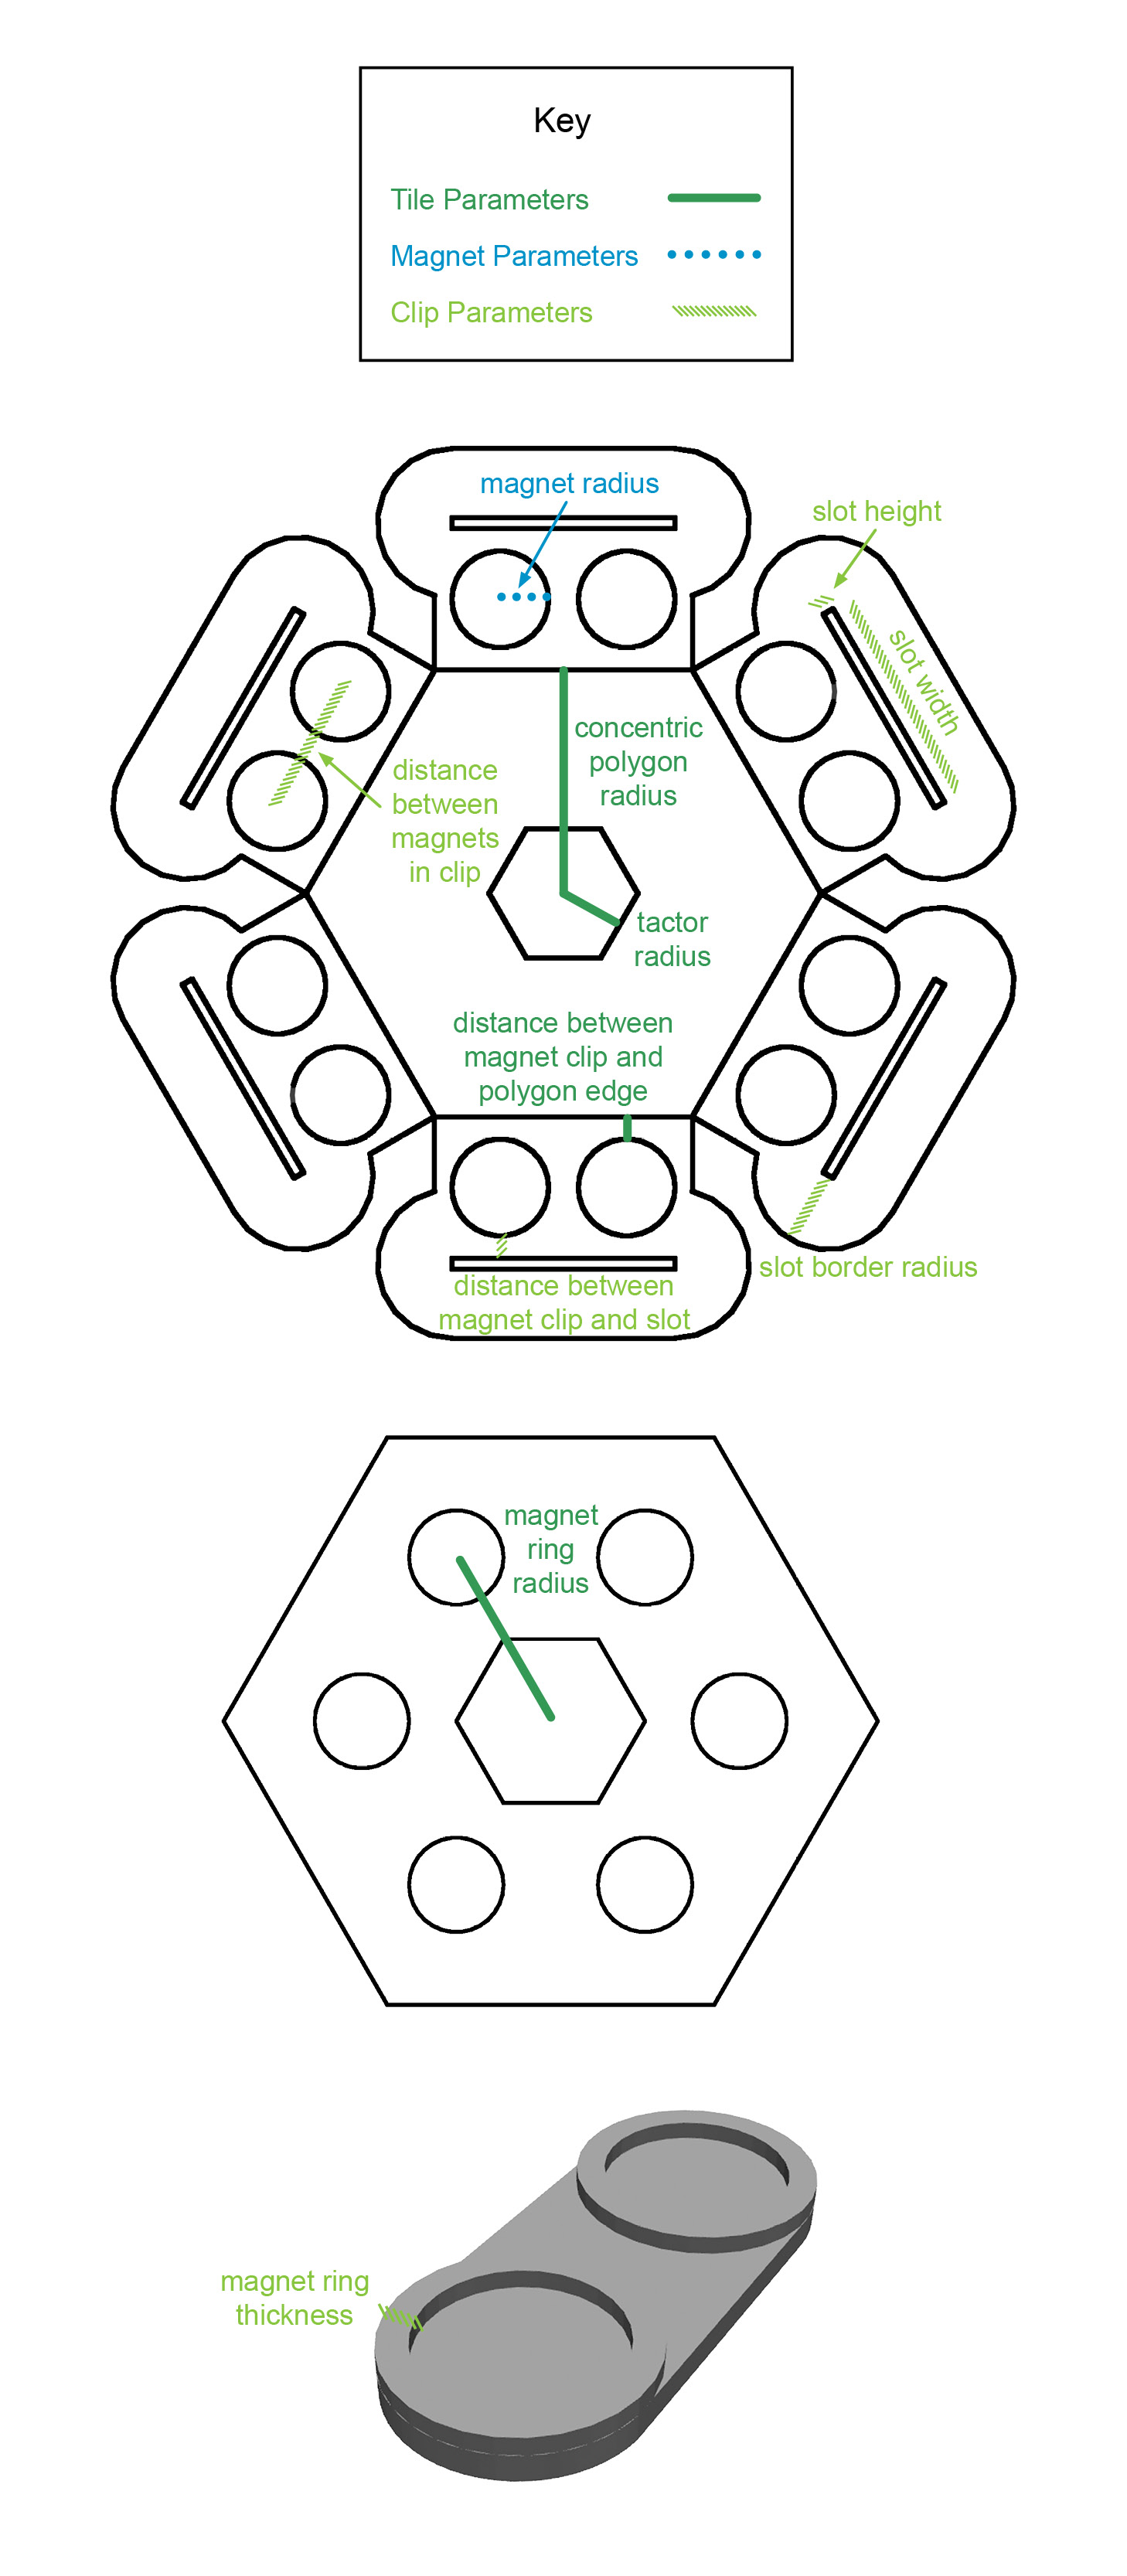 Key
Tile Parameters
Magnet Parameters
Clip Parameters
magnet radius
slot height
slot width
concentric
polygon
radius
distance
between
magnets
in clip
tactor
radius
distance between
magnet clip and
polygon edge
slot border radius
distance between
magnet clip and slot
magnet
ring
radius
magnet ring
thickness